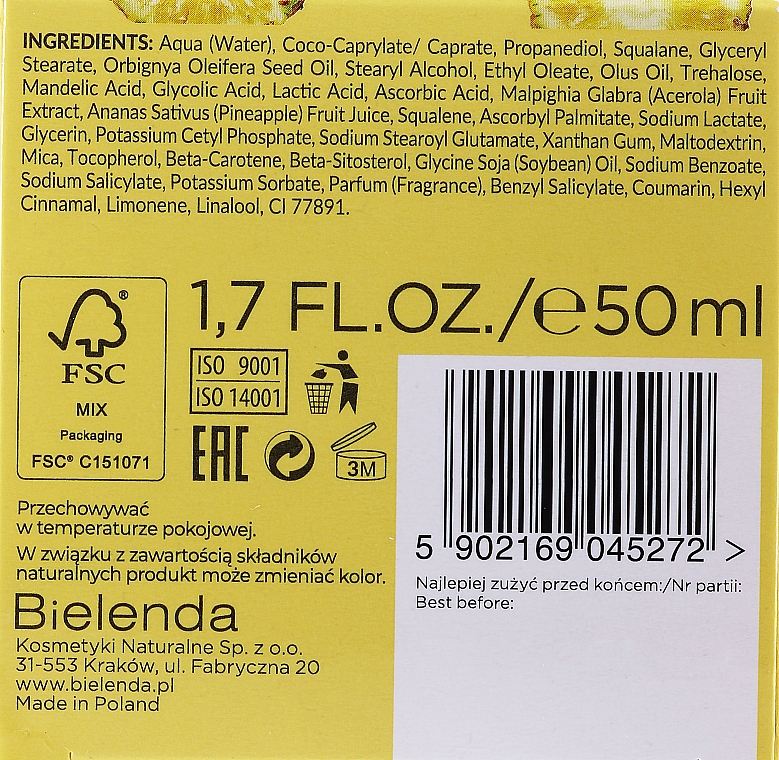 INGREDIENTS: Aqua (Water), Coco-Caprylate/ Caprate, Propanediol, Squalane, Glyceryl
Stearate, Orbignya Oleifera Seed Oil, Stearyl Alcohol, Ethyl Oleate, Olus Oil, Trehalose,
Mandelic Acid, Glycolic Acid, Lactic Acid, Ascorbic Acid, Malpighia Glabra (Acerola) Fruit
Extract, Ananas Sativus (Pineapple) Fruit Juice, Squalene, Ascorbyl Palmitate, Sodium Lactate,
Glycerin, Potassium Cetyl Phosphate, Sodium Stearoyl Glutamate, Xanthan Gum, Maltodextrin,
Mica, Tocopherol, Beta-Carotene, Beta-Sitosterol, Glycine Soja (Soybean) Oil, Sodium Benzoate,
Sodium Salicylate, Potassium Sorbate, Parfum (Fragrance), Benzyl Salicylate, Coumarin, Hexyl
Cinnamal, Limonene, Linalool, CI 77891.
1,7 FL.OZ./℮50 ml
®
FSC
MIX
Packaging
FSC® C151071
ISO 9001
ISO 14001
EAC
3M
Przechowywać
w temperaturze pokojowej.
W związku z zawartością składników
naturalnych produkt może zmieniać kolor.
Bielenda
Kosmetyki Naturalne Sp. z o.o.
31-553 Kraków, ul. Fabryczna 20
www.bielenda.pl
Made in Poland
5 902169 045272 >
Najlepiej zużyć przed końcem:/Nr partii:
Best before: